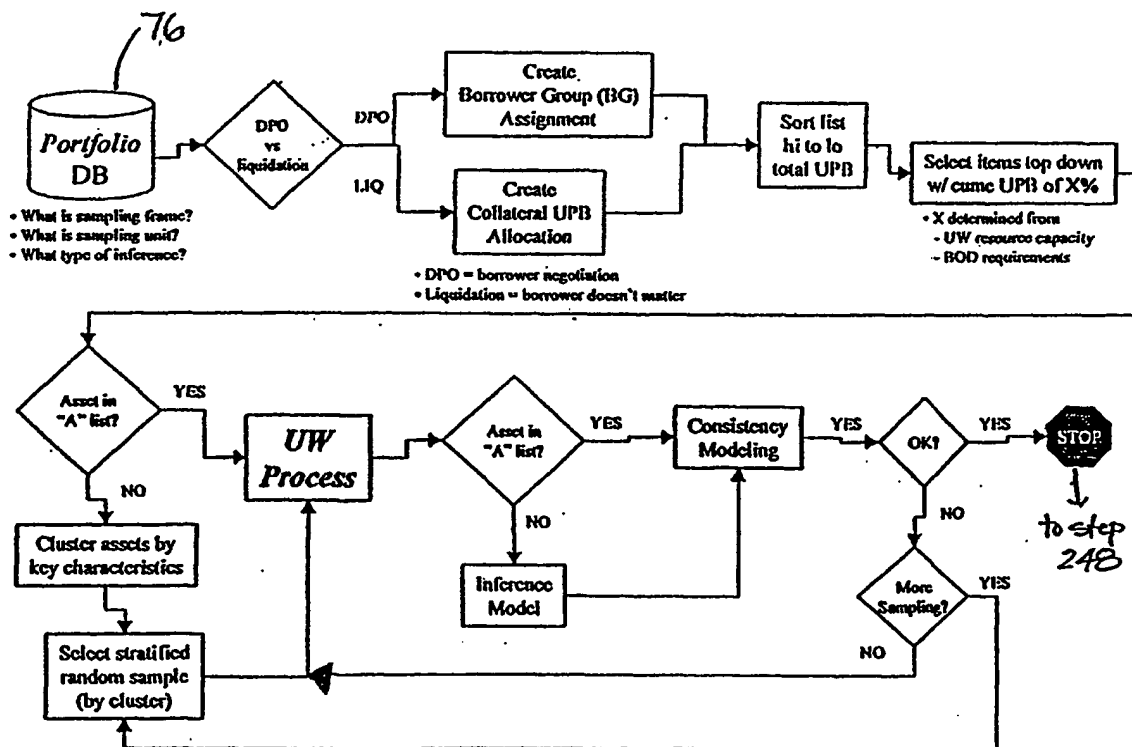 76
Portfolio
DB
• What is sampling frame?
• What is sampling unit?
• What type of inference?
DPO
vs
liquidation
DPO
LIQ
Create
Borrower Group (BG)
Assignment
Create
Collateral UPB
Allocation
• DPO = borrower negotiation
• Liquidation = borrower doesn't matter
Sort list
hi to lo
total UPB
Select items top down
w/ cume UPB of X%
• X determined from
- UW resource capacity
- BOD requirements
Asset in
"A" list?
YES
NO
Cluster assets by
key characteristics
Select stratified
random sample
(by cluster)
UW
Process
Asset in
"A" list?
YES
NO
Inference
Model
Consistency
Modeling
YES
OK?
YES
NO
STOP
to step
248
More
Sampling?
YES
NO